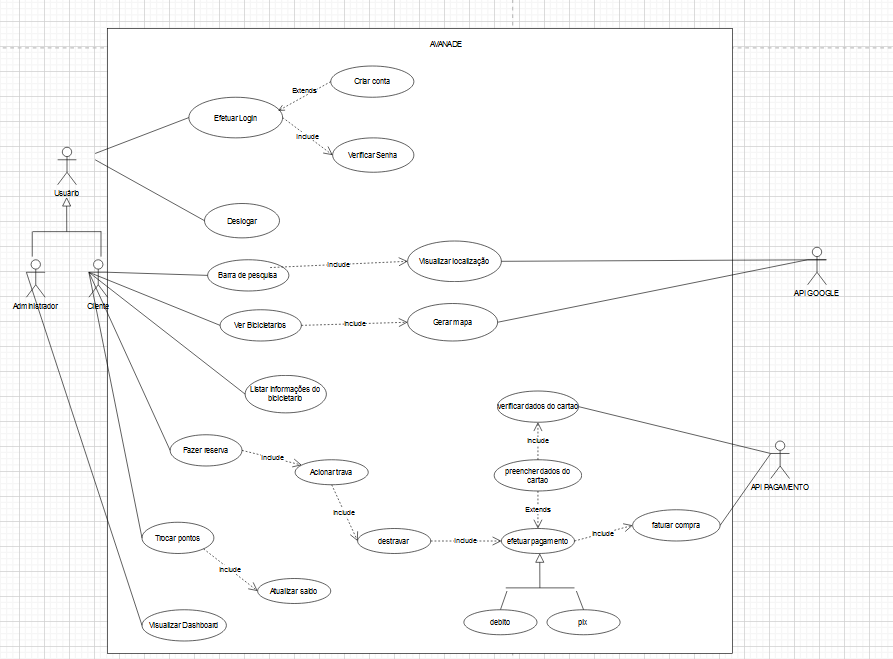 AVANADE
Criar conta
Extends
Efetuar Login
Include
Verificar Senha
Usuário
Deslogar
Barra de pesquisa
Include
Visualizar localização
Administrador
Cliente
API GOOGLE
Ver Bicicletarios
Include
Gerar mapa
Listar informações do
bicicletario
verificar dados do cartao
Include
Fazer reserva
Include
Acionar trava
preencher dados do
cartao
API PAGAMENTO
Include
Extends
faturar compra
Trocar pontos
destravar
Include
efetuar pagamento
Include
Include
Atualizar saldo
Visualizar Dashboard
debito
pix